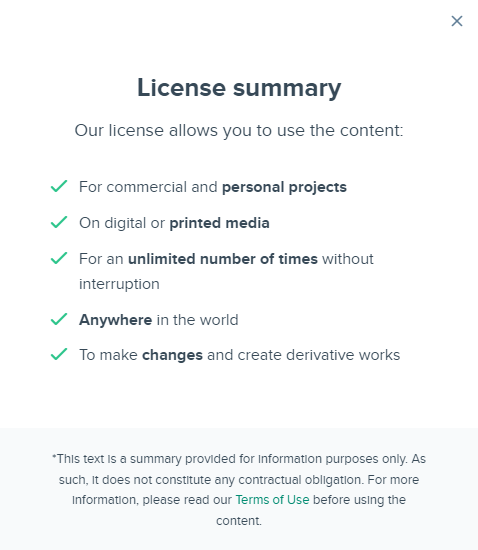 License summary
Our license allows you to use the content:
For commercial and personal projects
On digital or printed media
For an unlimited number of times without
interruption
Anywhere in the world
To make changes and create derivative works
*This text is a summary provided for information purposes only. As
such, it does not constitute any contractual obligation. For more
information, please read our Terms of Use before using the
content.